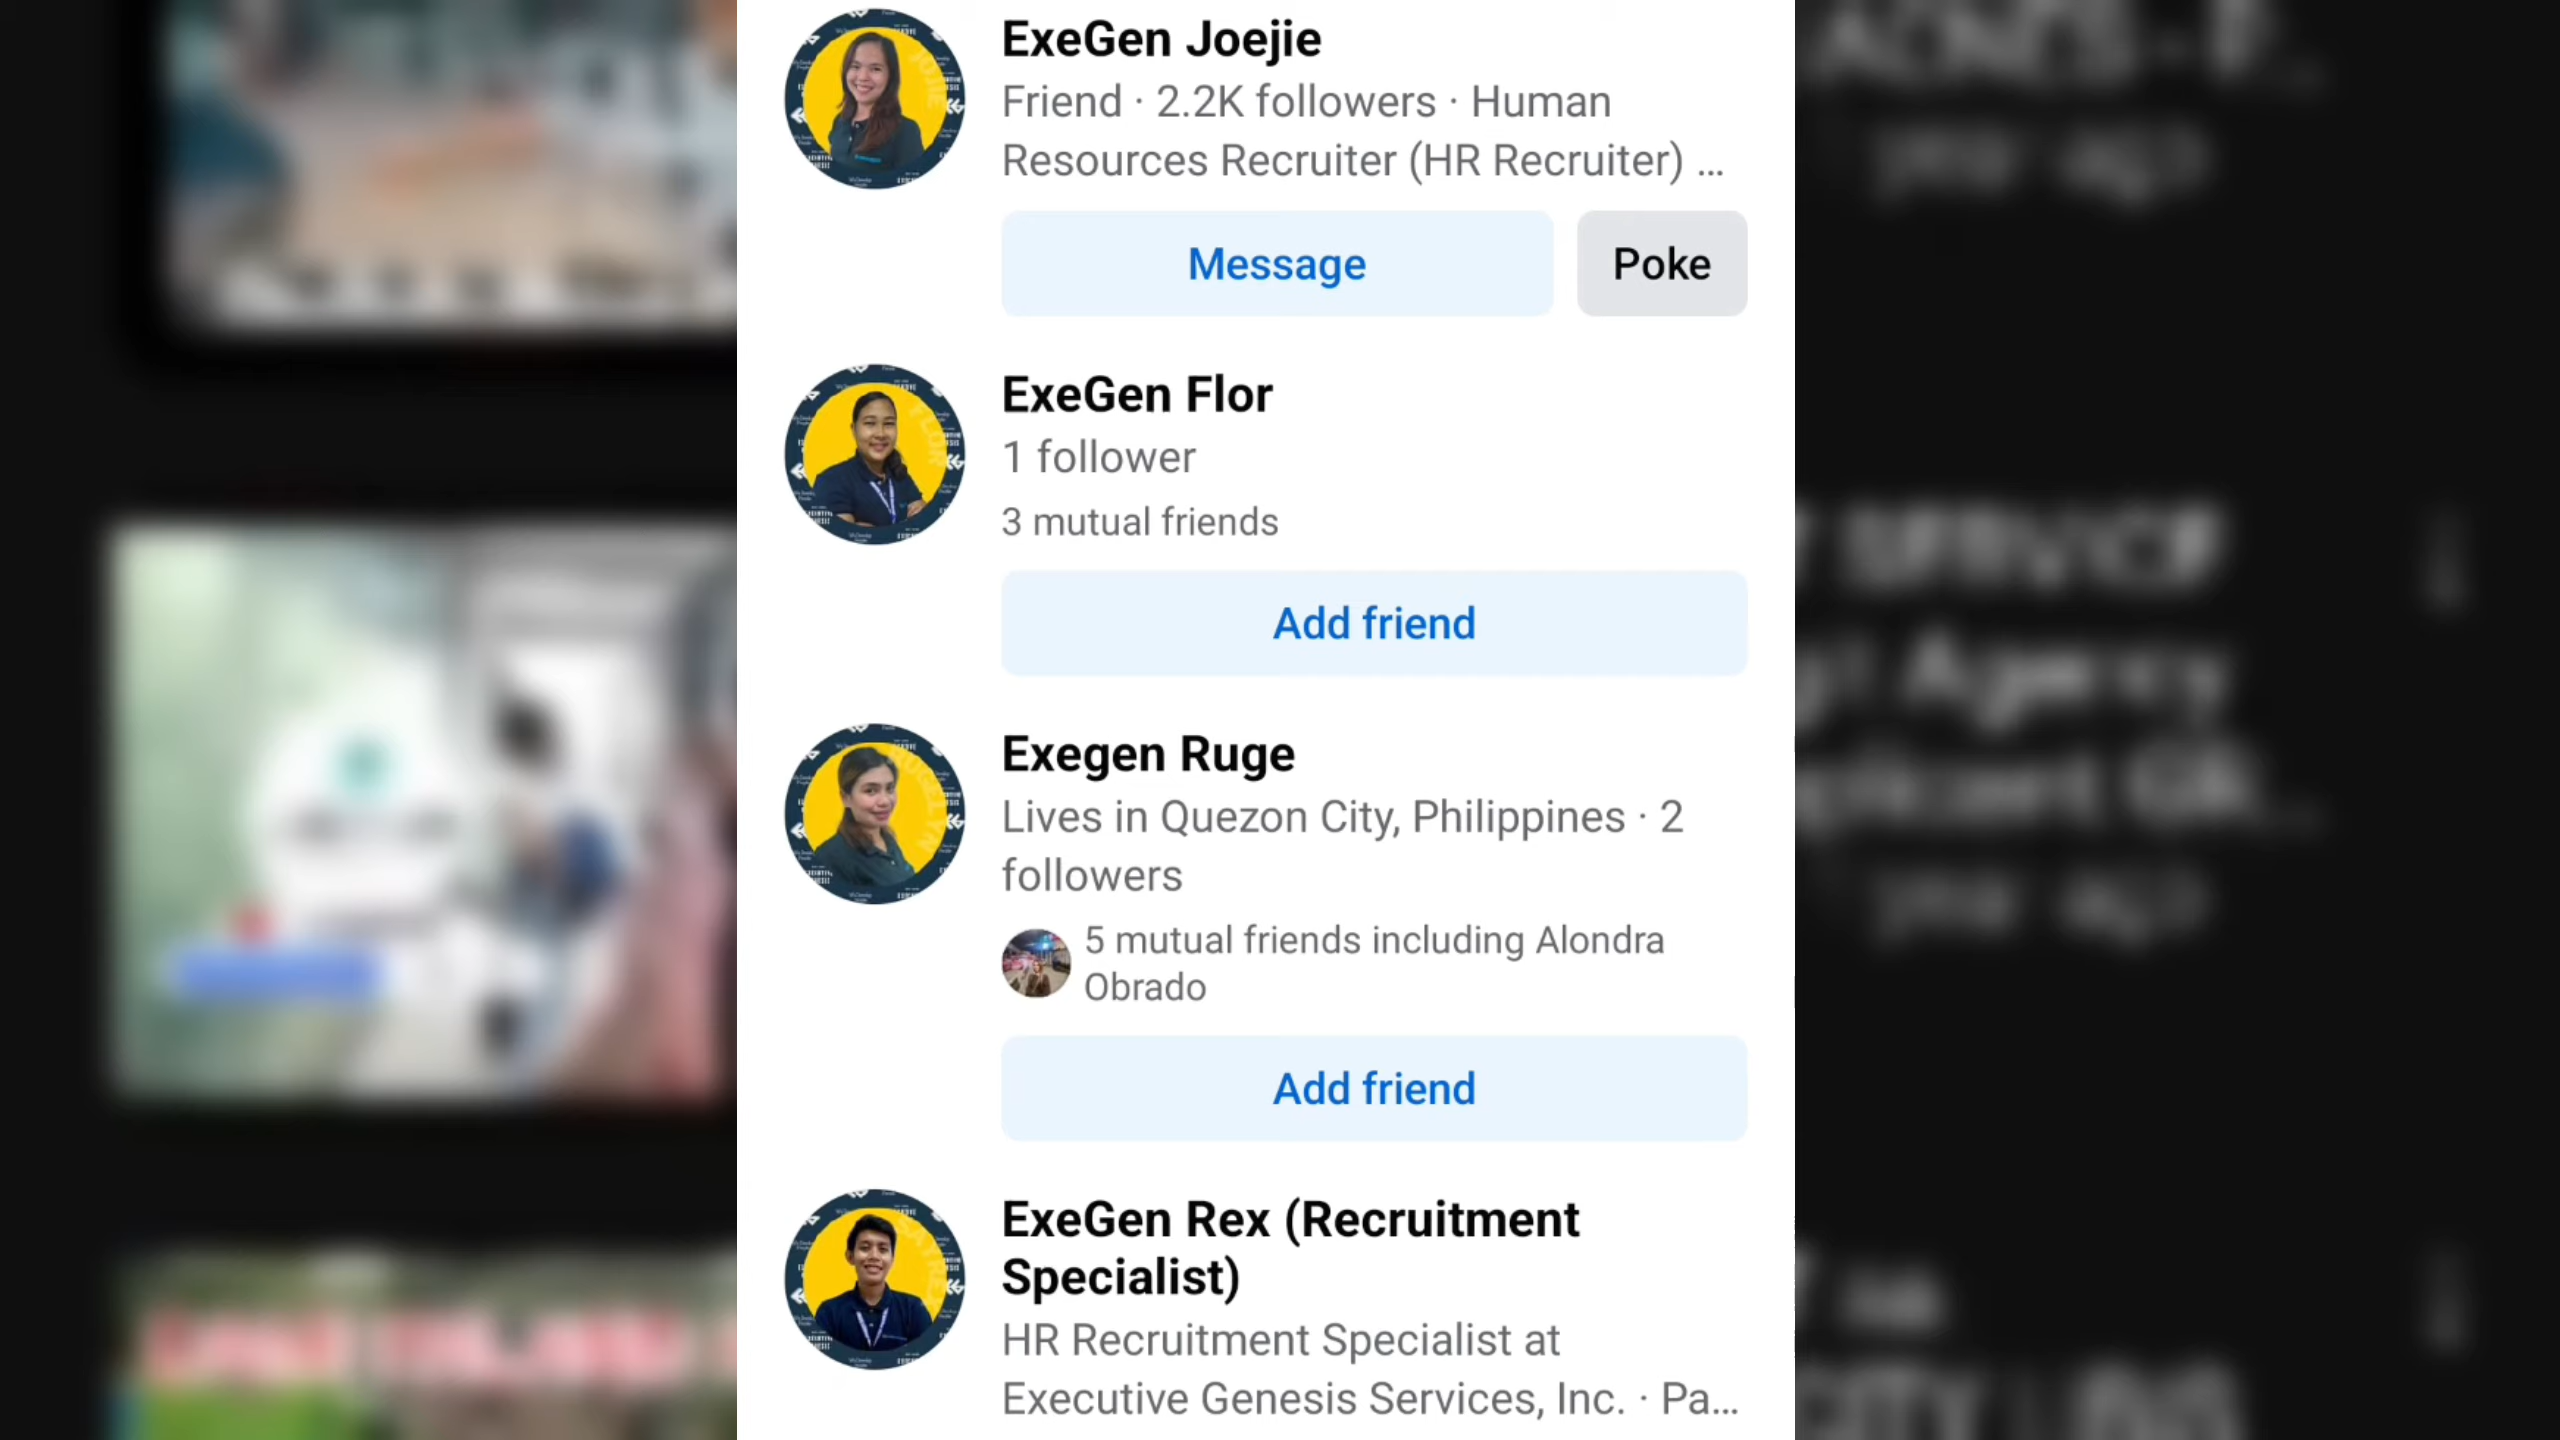 ExeGen Joejie
Friend · 2.2K followers · Human
Resources Recruiter (HR Recruiter) ...
Message
Poke
ExeGen Flor
1 follower
3 mutual friends
Add friend
Exegen Ruge
Lives in Quezon City, Philippines · 2
followers
5 mutual friends including Alondra
Obrado
Add friend
ExeGen Rex (Recruitment
Specialist)
HR Recruitment Specialist at
Executive Genesis Services, Inc. · Pa...